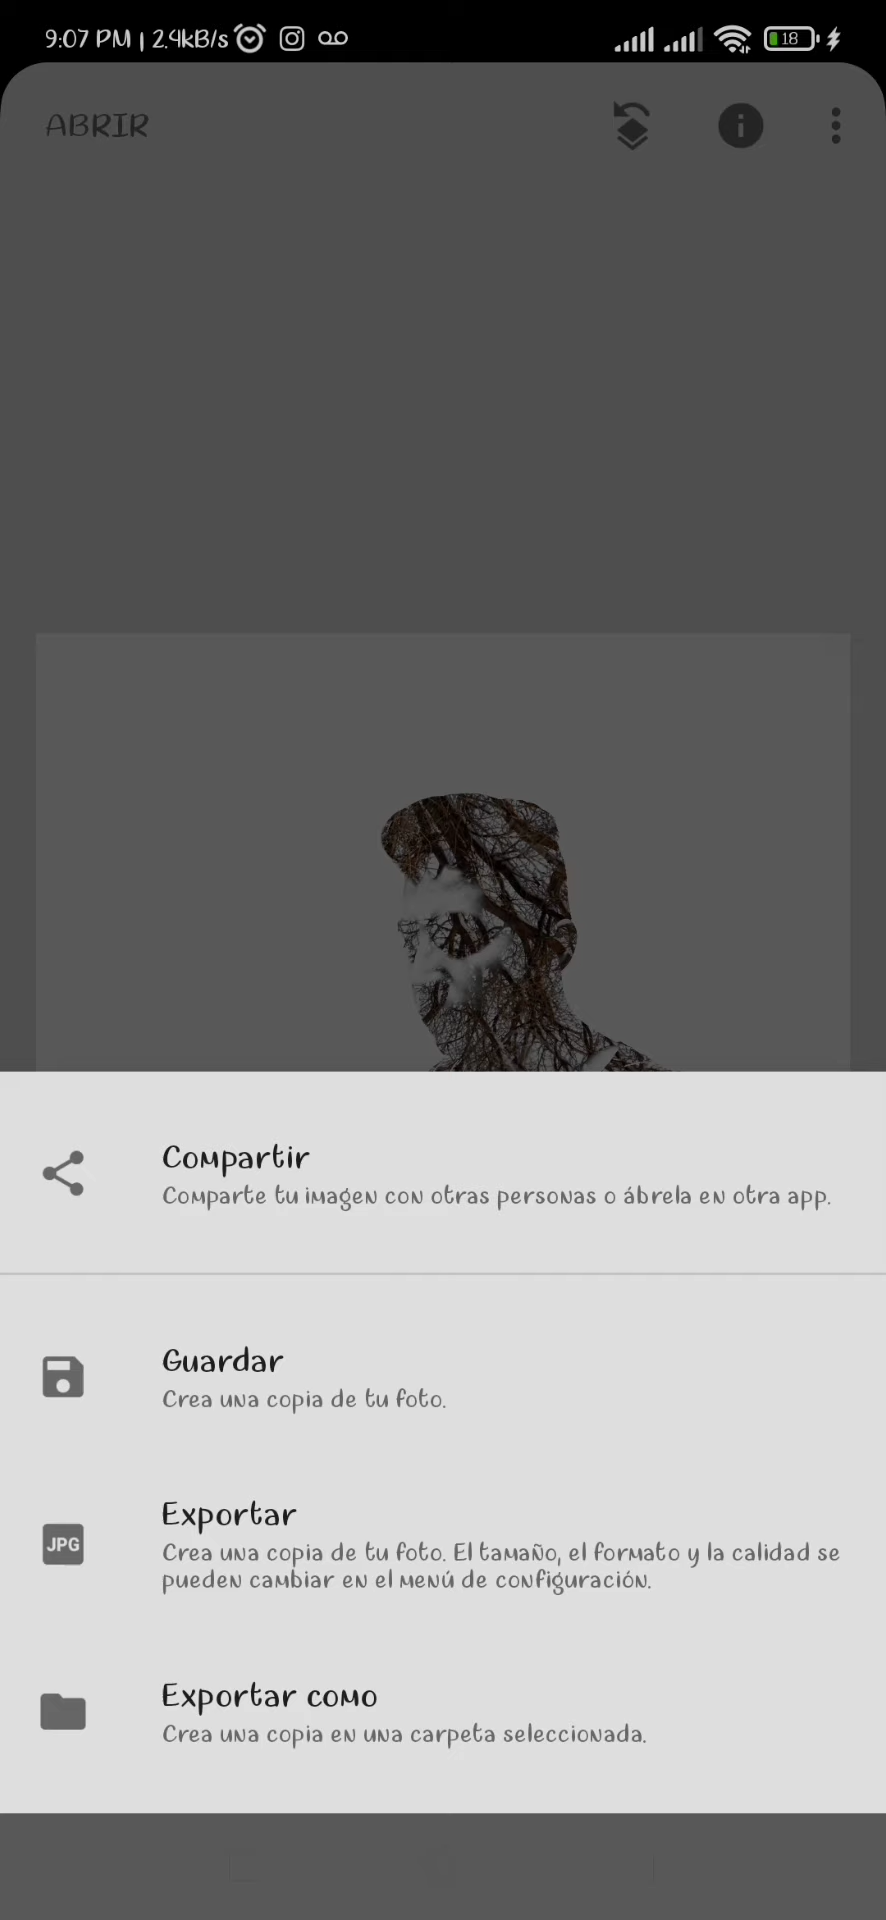 9:07 PM | 2.4kB/s
18
ABRIR
Compartir
Comparte tu imagen con otras personas o ábrela en otra app.
Guardar
Crea una copia de tu foto.
Exportar
JPG
Crea una copia de tu foto. El tamaño, el formato y la calidad se
pueden cambiar en el menú de configuración.
Exportar como
Crea una copia en una carpeta seleccionada.